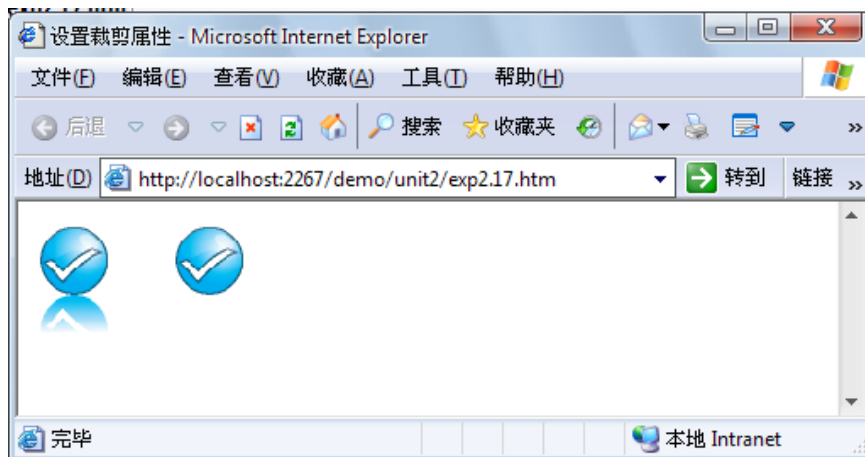 设置裁剪属性 - Microsoft Internet Explorer
文件(F) 编辑(E) 查看(V) 收藏(A) 工具(T) 帮助(H)
后退 搜索 收藏夹 »
地址(D) http://localhost:2267/demo/unit2/exp2.17.htm 转到 链接 »
完毕 本地 Intranet